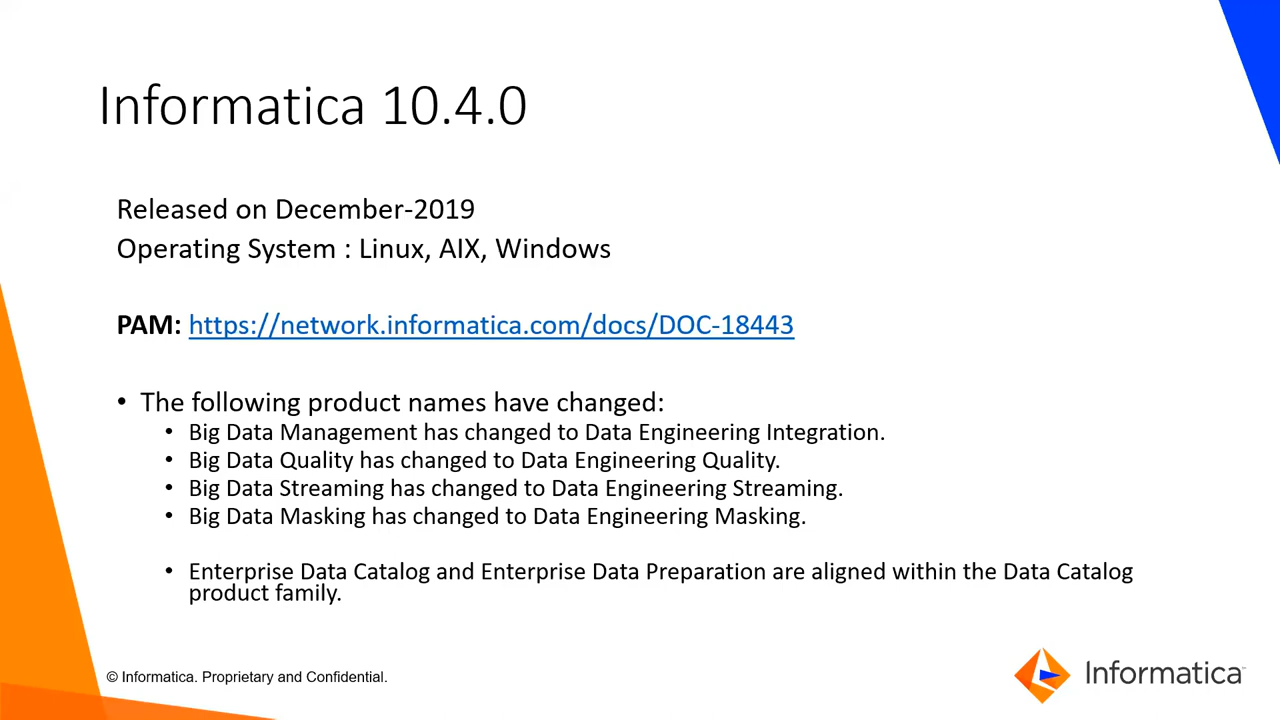 Informatica 10.4.0
Released on December-2019
Operating System : Linux, AIX, Windows
PAM: https://network.informatica.com/docs/DOC-18443
• The following product names have changed:
• Big Data Management has changed to Data Engineering Integration.
• Big Data Quality has changed to Data Engineering Quality.
• Big Data Streaming has changed to Data Engineering Streaming.
• Big Data Masking has changed to Data Engineering Masking.
• Enterprise Data Catalog and Enterprise Data Preparation are aligned within the Data Catalog
product family.
© Informatica. Proprietary and Confidential.
Informatica™